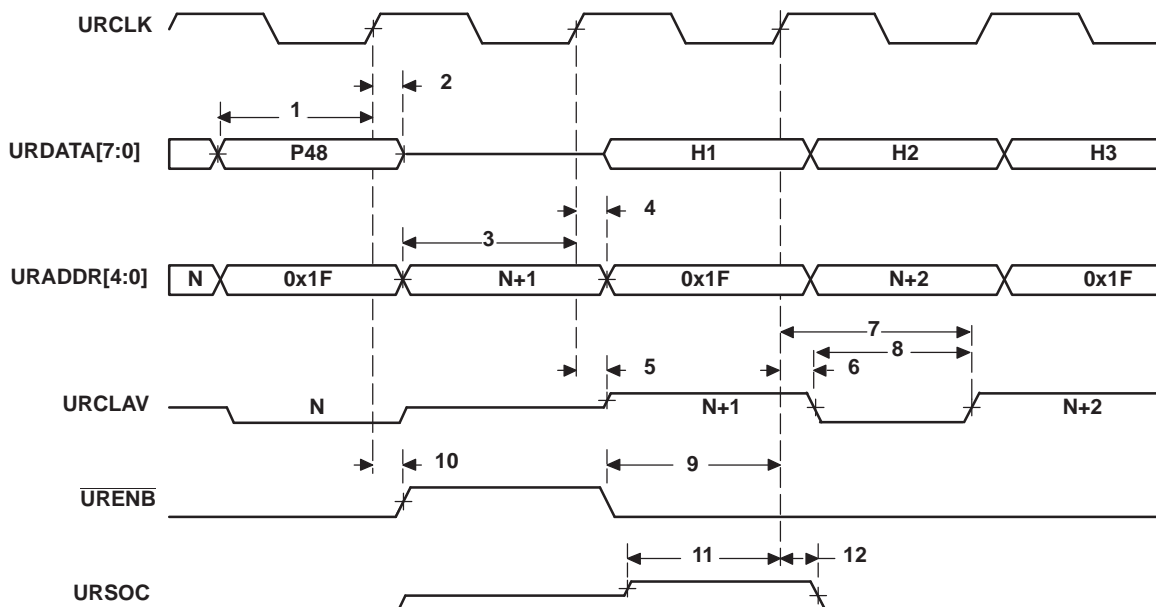 URCLK
2
1
URDATA[7:0] P48 H1 H2 H3
4
3
URADDR[4:0] N 0x1F N+1 0x1F N+2 0x1F
7
8
5 6
URCLAV N N+1 N+2
10 9
URENB
11 12
URSOC